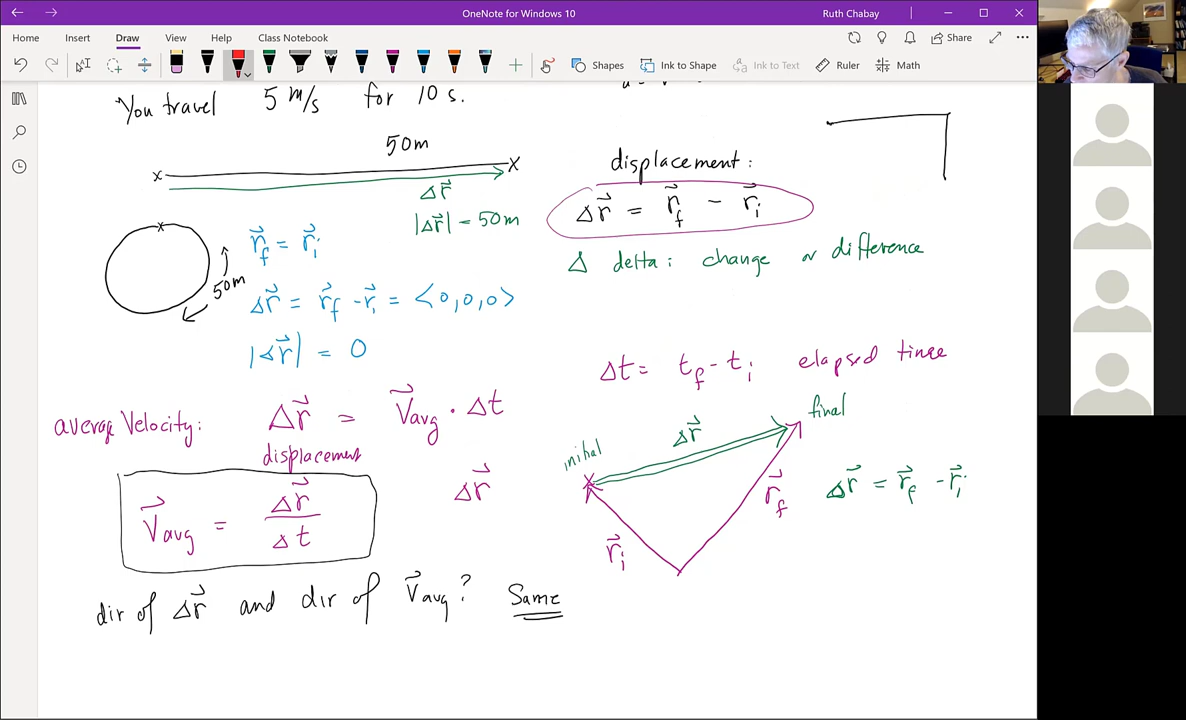 OneNote for Windows 10
Ruth Chabay
Home Insert Draw View Help Class Notebook
Share
Shapes Ink to Shape Ink to Text Ruler Math
You travel 5 m/s for 10 s.
50m
Δr⃗
|Δr⃗| = 50m
displacement:
Δr⃗ = r⃗f − r⃗i
Δ delta: change or difference
50m
r⃗f = r⃗i
Δr⃗ = r⃗f − r⃗i = <0,0,0>
|Δr⃗| = 0
Δt = tf − ti elapsed time
average Velocity: Δr⃗ = v⃗avg · Δt
displacement
v⃗avg = Δr⃗ / Δt
Δr⃗
initial
Δr⃗
final
r⃗i
r⃗f
Δr⃗ = r⃗f − r⃗i
dir of Δr⃗ and dir of v⃗avg? Same